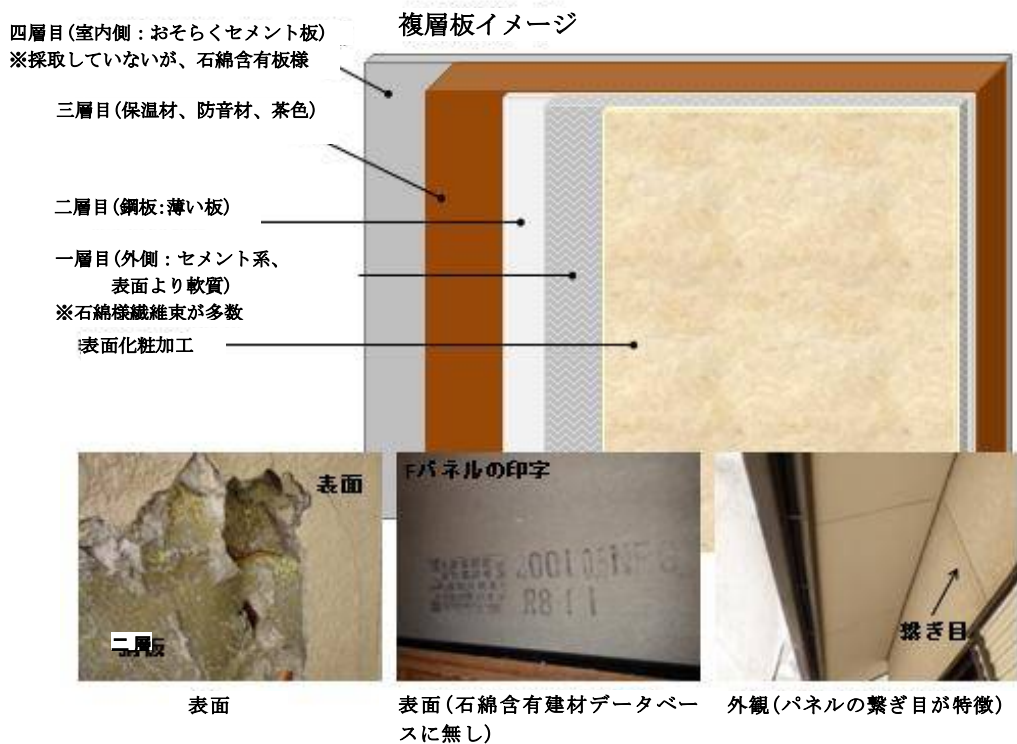 複層板イメージ
四層目(室内側：おそらくセメント板)
※採取していないが、石綿含有板様
三層目(保温材、防音材、茶色)
二層目(鋼板:薄い板)
一層目(外側：セメント系、
表面より軟質)
※石綿様繊維束が多数
表面化粧加工
表面
二層
鋼板
Fパネルの印字
R811
繋ぎ目
表面
表面(石綿含有建材データベー
スに無し)
外観(パネルの繋ぎ目が特徴)